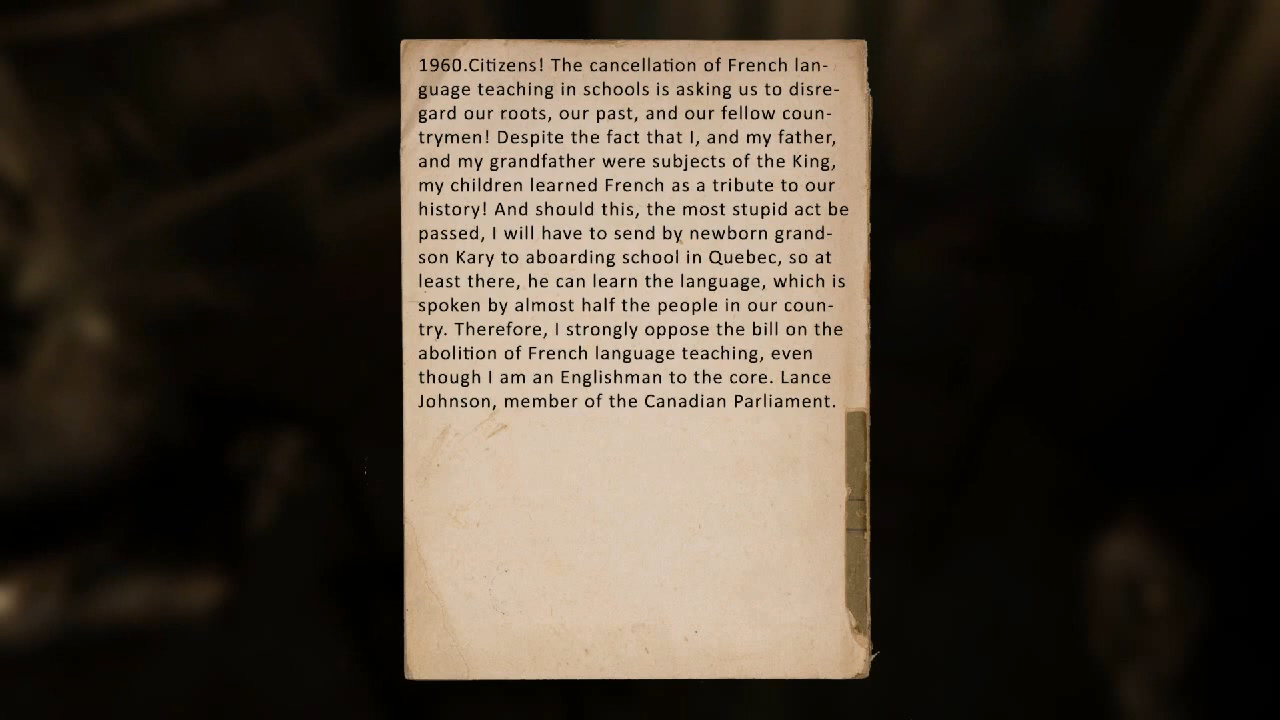 1960.Citizens! The cancellation of French lan-
guage teaching in schools is asking us to disre-
gard our roots, our past, and our fellow coun-
trymen! Despite the fact that I, and my father,
and my grandfather were subjects of the King,
my children learned French as a tribute to our
history! And should this, the most stupid act be
passed, I will have to send by newborn grand-
son Kary to aboarding school in Quebec, so at
least there, he can learn the language, which is
spoken by almost half the people in our coun-
try. Therefore, I strongly oppose the bill on the
abolition of French language teaching, even
though I am an Englishman to the core. Lance
Johnson, member of the Canadian Parliament.